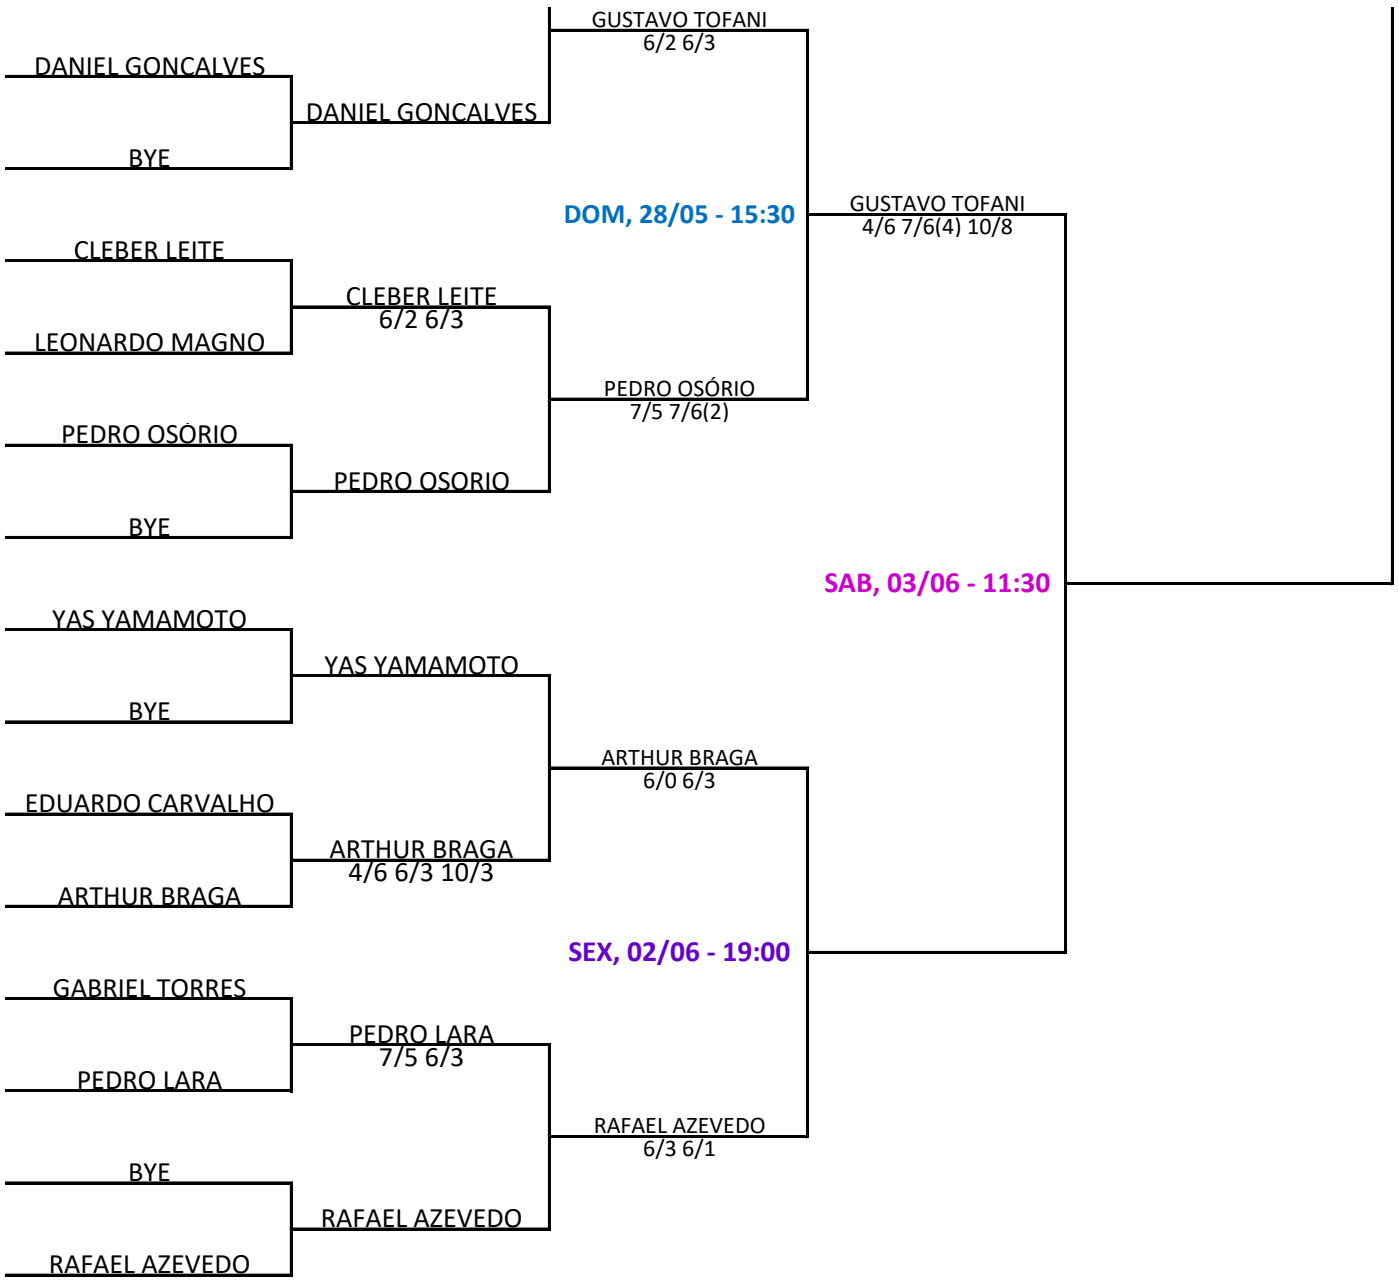 GUSTAVO TOFANI
6/2 6/3
DANIEL GONCALVES
DANIEL GONCALVES
BYE
DOM, 28/05 - 15:30
GUSTAVO TOFANI
4/6 7/6(4) 10/8
CLEBER LEITE
CLEBER LEITE
6/2 6/3
LEONARDO MAGNO
PEDRO OSÓRIO
7/5 7/6(2)
PEDRO OSÓRIO
PEDRO OSORIO
BYE
SAB, 03/06 - 11:30
YAS YAMAMOTO
YAS YAMAMOTO
BYE
ARTHUR BRAGA
6/0 6/3
EDUARDO CARVALHO
ARTHUR BRAGA
4/6 6/3 10/3
ARTHUR BRAGA
SEX, 02/06 - 19:00
GABRIEL TORRES
PEDRO LARA
7/5 6/3
PEDRO LARA
RAFAEL AZEVEDO
6/3 6/1
BYE
RAFAEL AZEVEDO
RAFAEL AZEVEDO